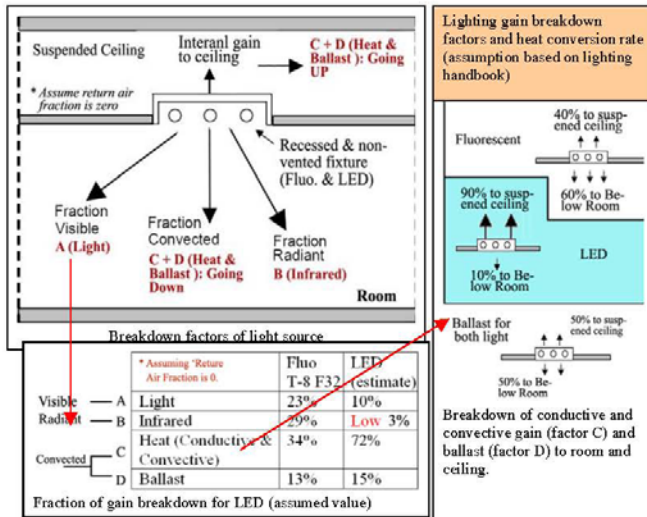 Suspended Ceiling
* Assume return air
fraction is zero
Interanl gain
to ceiling
C + D (Heat &
Ballast ): Going
UP
Recessed & non-
vented fixture
(Fluo. & LED)
Fraction
Visible
A (Light)
Fraction
Convected
C + D (Heat &
Ballast ): Going
Down
Fraction
Radiant
B (Infrared)
Room
Breakdown factors of light source
* Assuming 'Reture
Air Fraction is 0.
Fluo
T-8 F32
LED
(estimate)
Visible — A Light 23% 10%
Radiant — B Infrared 29% Low 3%
Convected
C Heat (Conductive &
Convective) 34% 72%
D Ballast 13% 15%
Fraction of gain breakdown for LED (assumed value)
Lighting gain breakdown
factors and heat conversion rate
(assumption based on lighting
handbook)
Fluorescent
40% to susp-
ened ceiling
60% to Be-
low Room
90% to susp-
ened ceiling
10% to Be-
low Room
LED
Ballast for
both light
50% to susp-
ened ceiling
50% to Be-
low Room
Breakdown of conductive and
convective gain (factor C) and
ballast (factor D) to room and
ceiling.